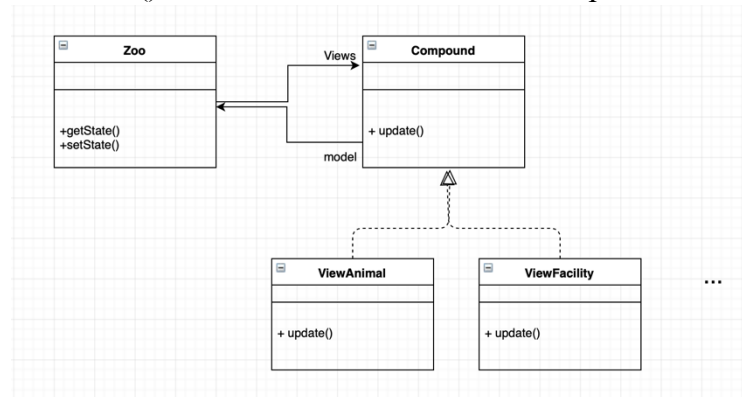 Zoo
+getState()
+setState()
Views
model
Compound
+ update()
ViewAnimal
+ update()
ViewFacility
+ update()
...